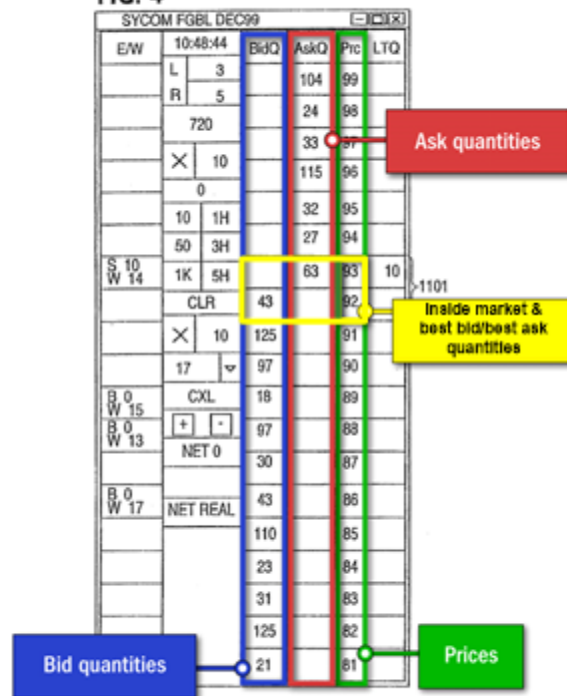 SYCOM FGBL DEC99
E/W 10:48:44 BidQ AskQ Prc LTQ
L 3 104 99
R 5
24 98
720
33 97
Ask quantities
X 10 115 96
0
32 95
10 1H
27 94
50 3H
S 10
W 14
1K 5H 63 93 10
1101
CLR 43 92
Inside market &
best bid/best ask
quantities
X 10 125 91
17 97 90
B 0
W 15
CXL 18 89
B 0
W 13
+ - 97 88
NET 0
30 87
B 0
W 17
43 86
NET REAL
110 85
23 84
31 83
125 82
21 81
Bid quantities
Prices